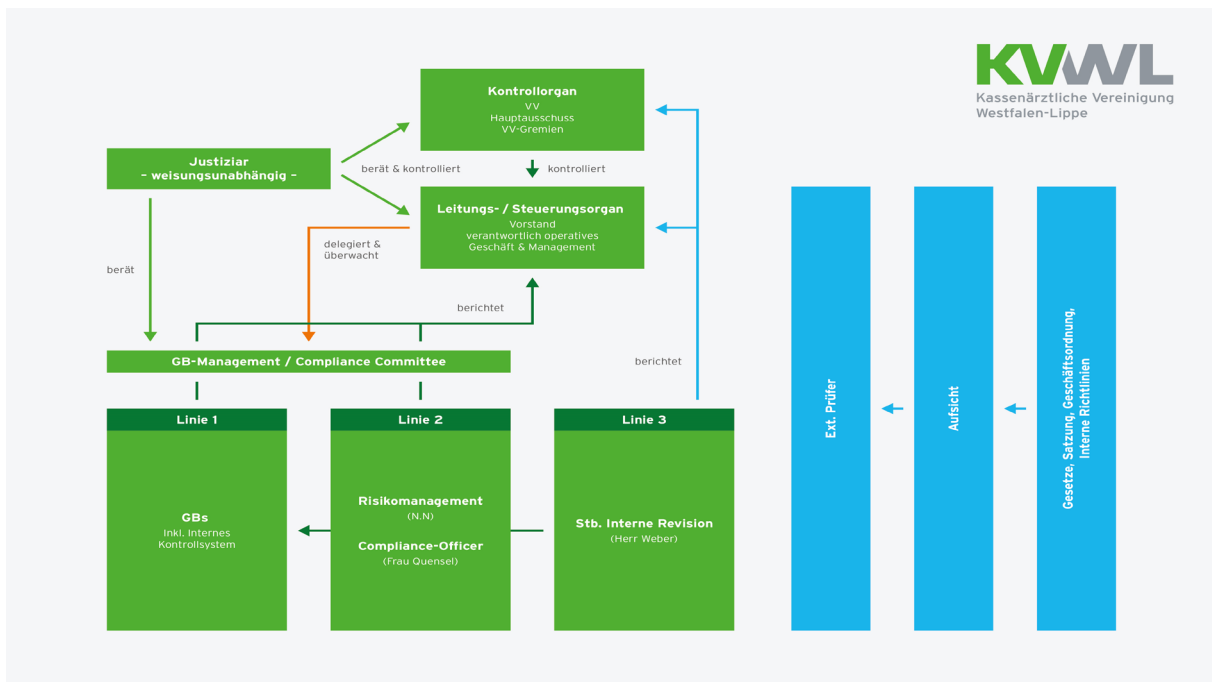 KVWL
Kassenärztliche Vereinigung
Westfalen-Lippe
Kontrollorgan
VV
Hauptausschuss
VV-Gremien
Justiziar
– weisungsunabhängig –
berät & kontrolliert
kontrolliert
Leitungs- / Steuerungsorgan
Vorstand
verantwortlich operatives
Geschäft & Management
delegiert &
überwacht
berät
berichtet
GB-Management / Compliance Committee
berichtet
Linie 1
GBs
Inkl. Internes
Kontrollsystem
Linie 2
Risikomanagement
(N.N)
Compliance-Officer
(Frau Quensel)
Linie 3
Stb. Interne Revision
(Herr Weber)
Ext. Prüfer
Aufsicht
Gesetze, Satzung, Geschäftsordnung,
Interne Richtlinien